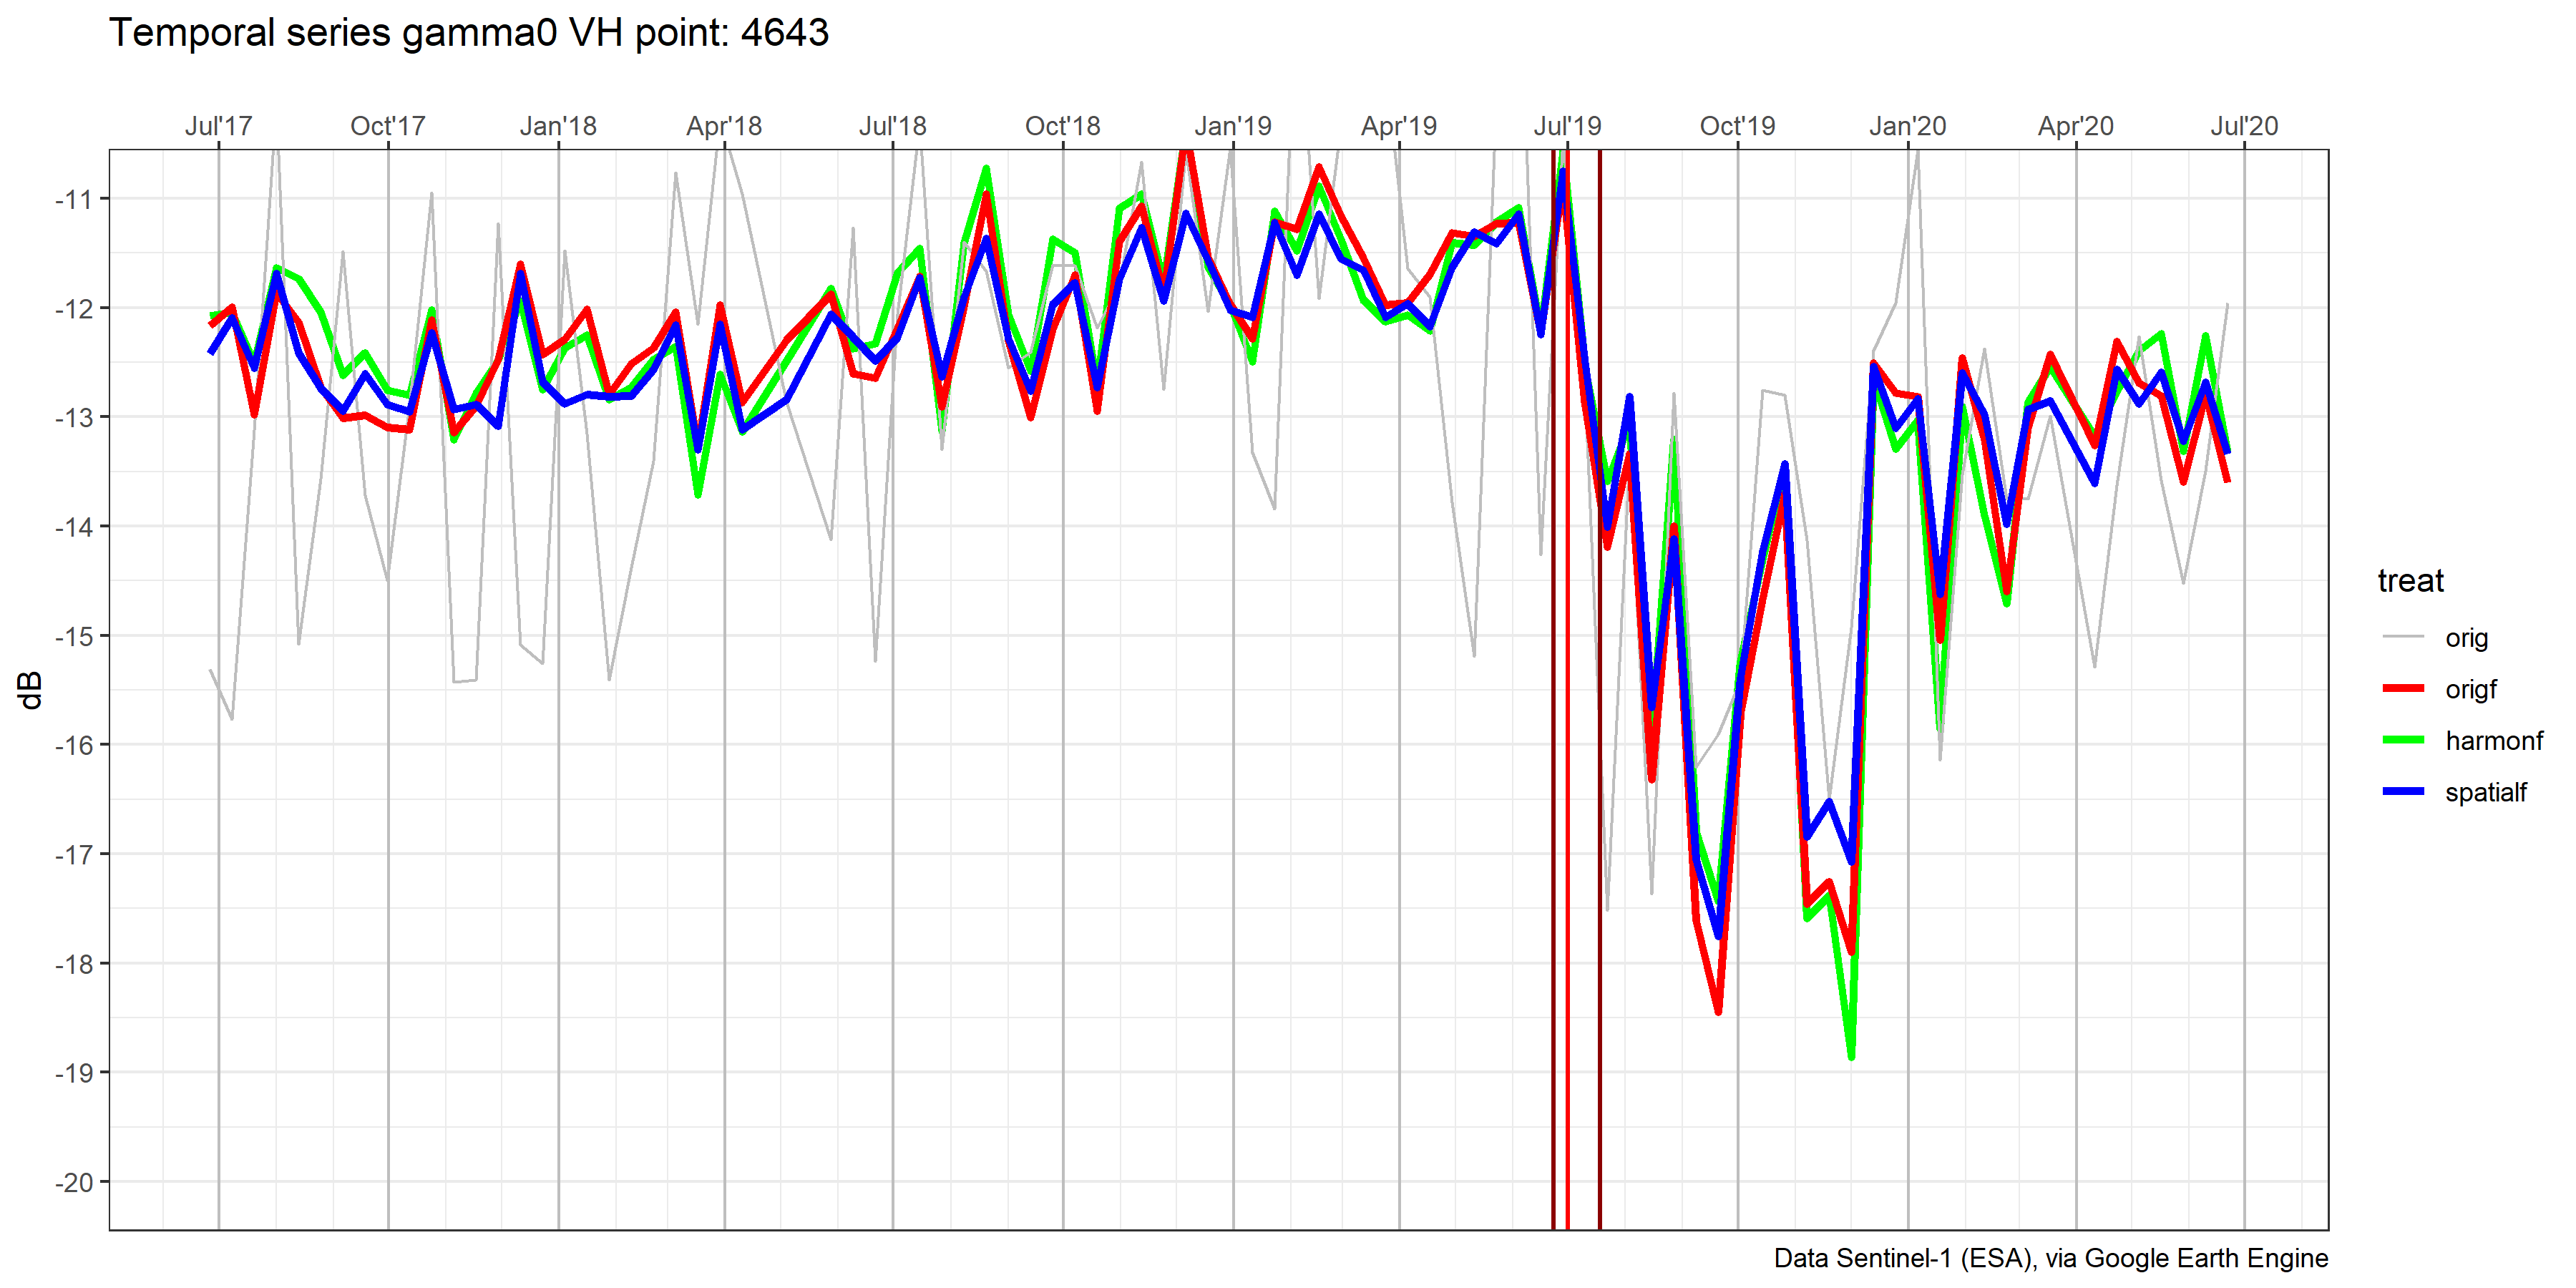 Temporal series gamma0 VH point: 4643
Jul'17 Oct'17 Jan'18 Apr'18 Jul'18 Oct'18 Jan'19 Apr'19 Jul'19 Oct'19 Jan'20 Apr'20 Jul'20
-11
-12
-13
-14
-15
-16
-17
-18
-19
-20
dB
treat
orig
origf
harmonf
spatialf
Data Sentinel-1 (ESA), via Google Earth Engine